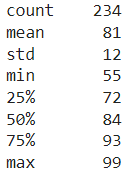 count 234
mean 81
std 12
min 55
25% 72
50% 84
75% 93
max 99